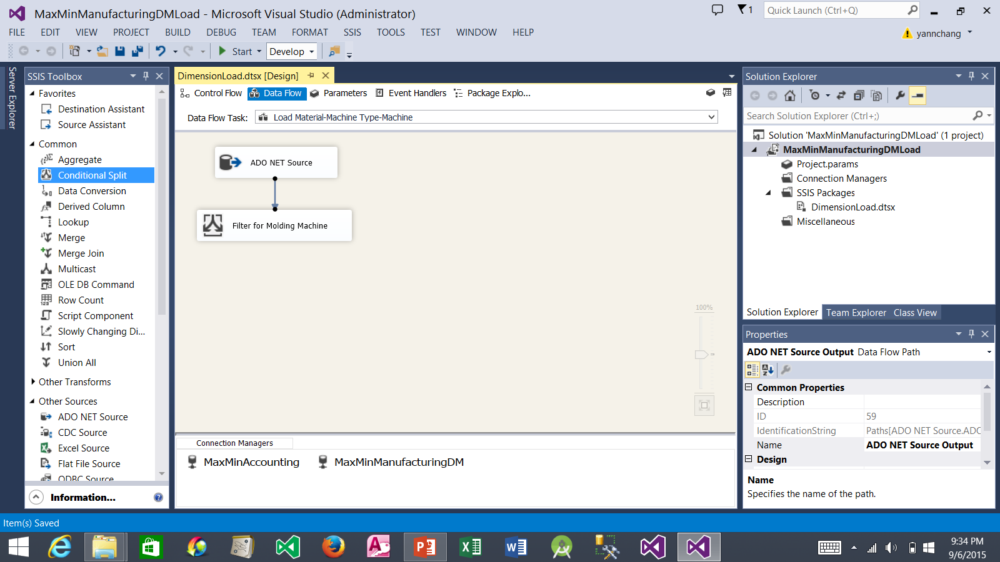 MaxMinManufacturingDMLoad - Microsoft Visual Studio (Administrator)
1
Quick Launch (Ctrl+Q)
FILE EDIT VIEW PROJECT BUILD DEBUG TEAM FORMAT SSIS TOOLS TEST WINDOW HELP
yannchang
Start
Develop
Server Explorer
SSIS Toolbox
Favorites
Destination Assistant
Source Assistant
Common
Aggregate
Conditional Split
Data Conversion
Derived Column
Lookup
Merge
Merge Join
Multicast
OLE DB Command
Row Count
Script Component
Slowly Changing Di...
Sort
Union All
Other Transforms
Other Sources
ADO NET Source
CDC Source
Excel Source
Flat File Source
ODBC Source
Information...
DimensionLoad.dtsx [Design]
Control Flow Data Flow Parameters Event Handlers Package Explo...
Data Flow Task: Load Material-Machine Type-Machine
ADO NET Source
Filter for Molding Machine
100%
Connection Managers
MaxMinAccounting MaxMinManufacturingDM
Solution Explorer
Search Solution Explorer (Ctrl+;)
Solution 'MaxMinManufacturingDMLoad' (1 project)
MaxMinManufacturingDMLoad
Project.params
Connection Managers
SSIS Packages
DimensionLoad.dtsx
Miscellaneous
Solution Explorer Team Explorer Class View
Properties
ADO NET Source Output Data Flow Path
Common Properties
Description
ID 59
IdentificationString Paths[ADO NET Source.ADO
Name ADO NET Source Output
Design
Name
Specifies the name of the path.
Item(s) Saved
9:34 PM
9/6/2015